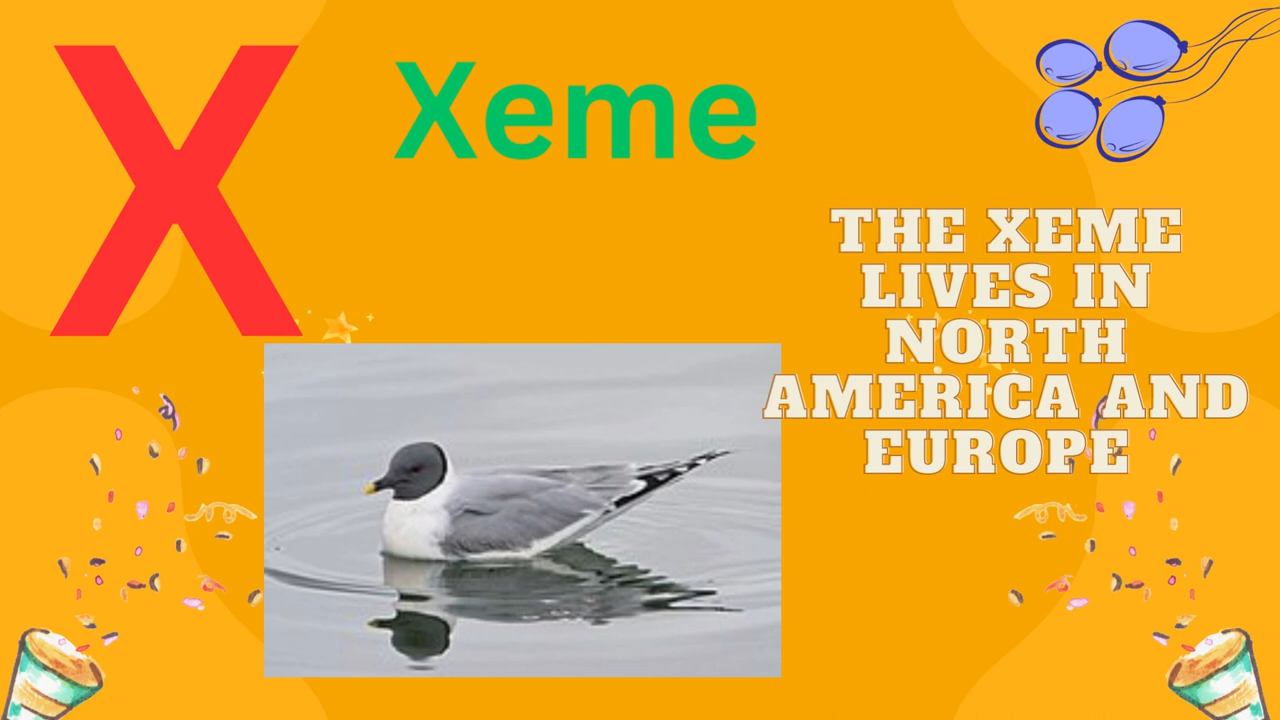 X
Xeme
THE XEME
LIVES IN
NORTH
AMERICA AND
EUROPE